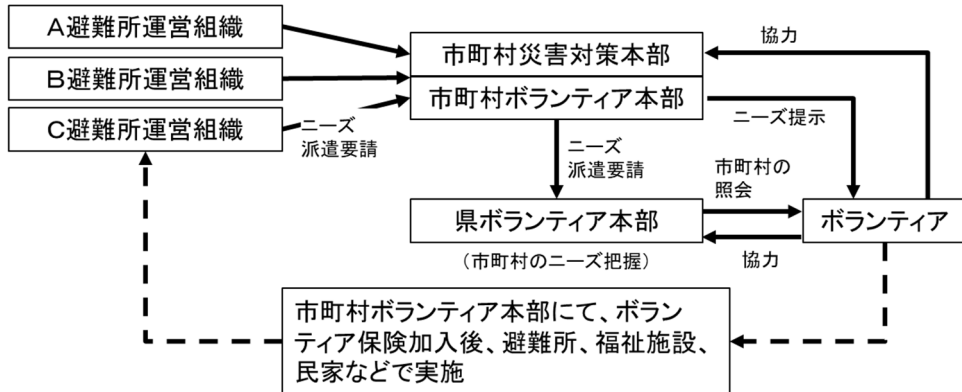 A避難所運営組織
B避難所運営組織
C避難所運営組織
ニーズ
派遣要請
市町村災害対策本部
市町村ボランティア本部
協力
ニーズ提示
ニーズ
派遣要請
市町村の
照会
県ボランティア本部
ボランティア
(市町村のニーズ把握)
協力
市町村ボランティア本部にて、ボラン
ティア保険加入後、避難所、福祉施設、
民家などで実施